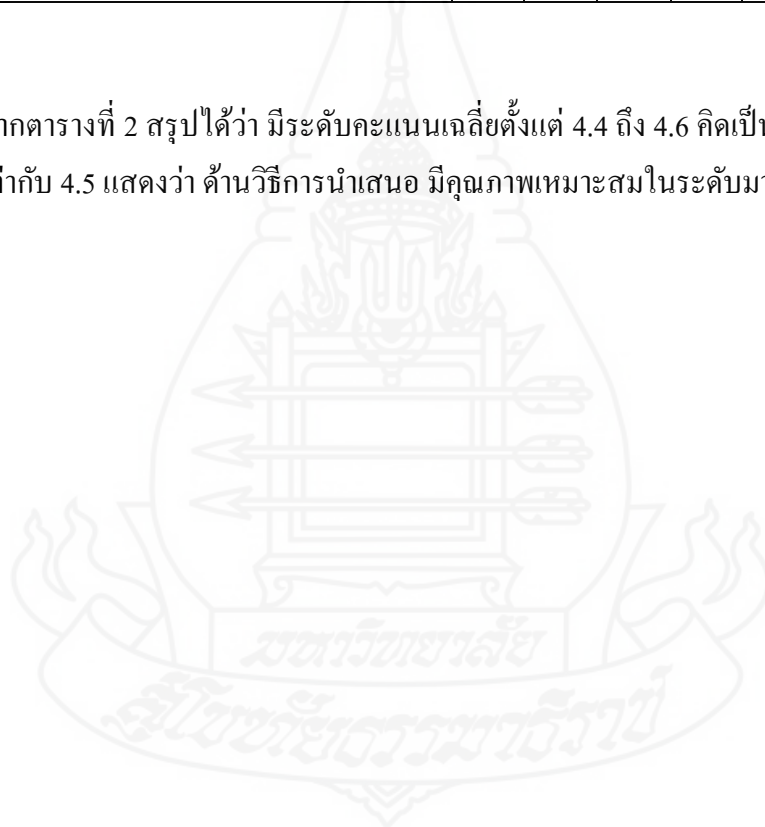 ากตารางที่ 2 สรุปได้ว่า มีระดับคะแนนเฉลี่ยตั้งแต่ 4.4 ถึง 4.6 คิดเป็น
ากับ 4.5 แสดงว่า ด้านวิธีการนำเสนอ มีคุณภาพเหมาะสมในระดับมา
มหาวิทยาลัย
สุโขทัยธรรมาธิราช